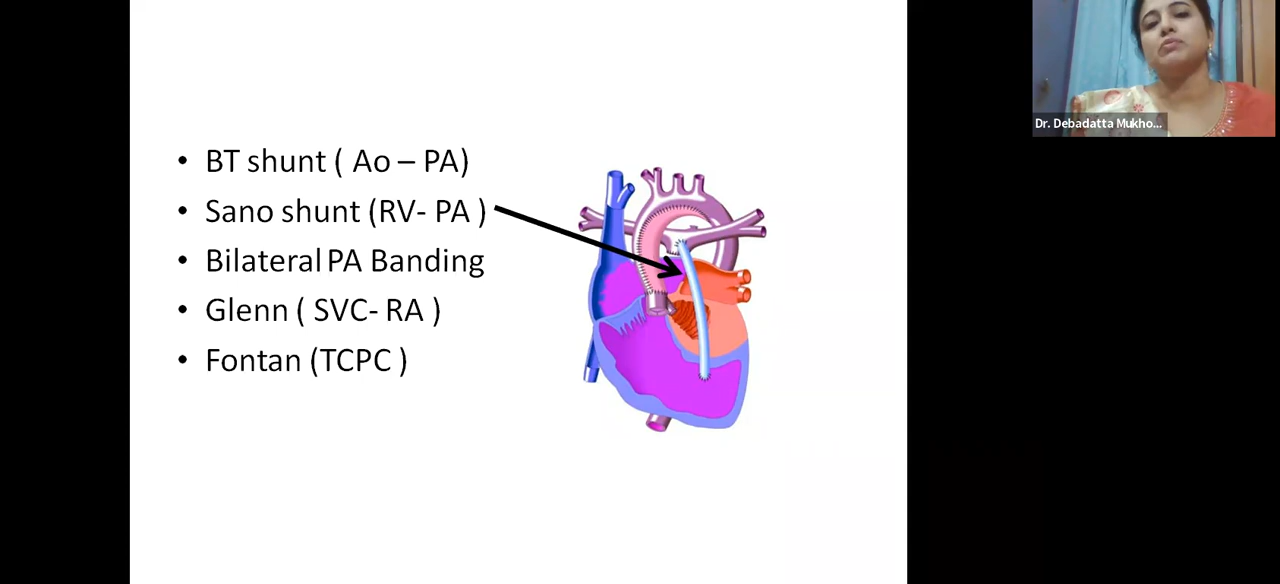 • BT shunt ( Ao – PA)
• Sano shunt (RV- PA )
• Bilateral PA Banding
• Glenn ( SVC- RA )
• Fontan (TCPC )
Dr. Debadatta Mukho...